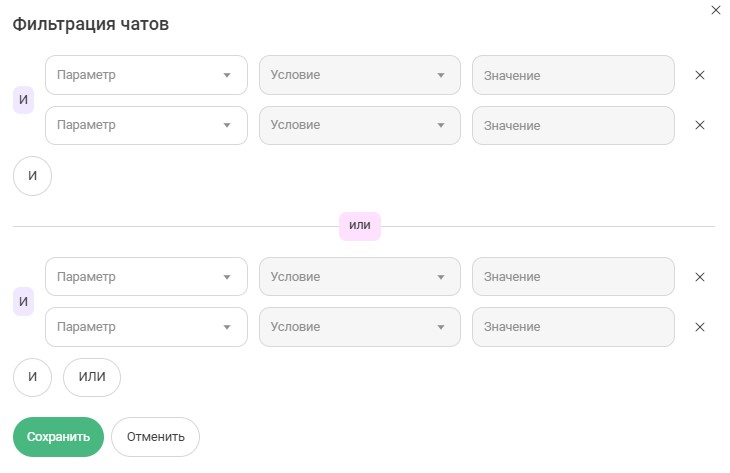 Фильтрация чатов
Параметр Условие Значение
И
Параметр Условие Значение
И
ИЛИ
Параметр Условие Значение
И
Параметр Условие Значение
И ИЛИ
Сохранить Отменить